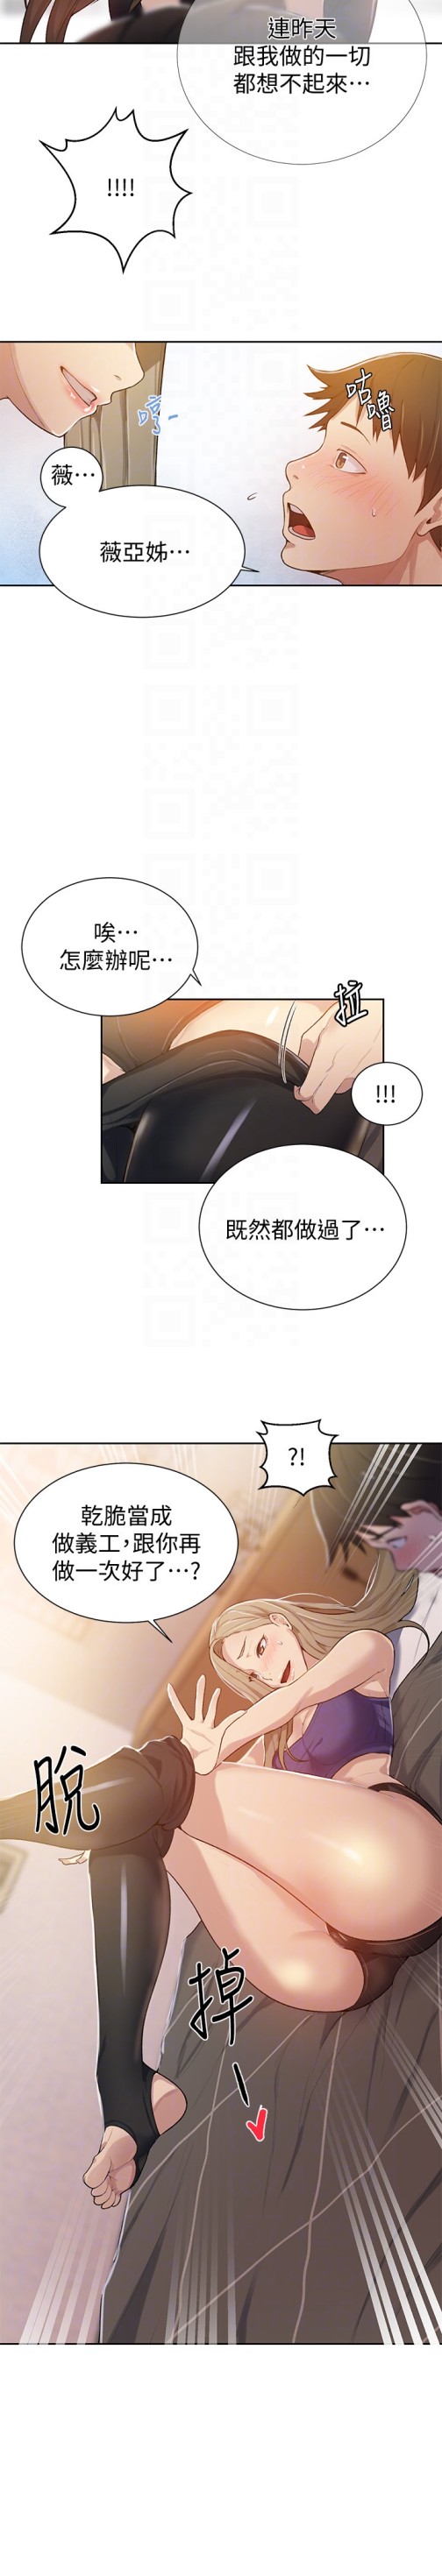 連昨天
跟我做的一切
都想不起來…
!!!!
咕嚕
哼~
薇…
薇亞姊…
唉…
怎麼辦呢…
拉
!!!
既然都做過了…
?!
乾脆當成
做義工,跟你再
做一次好了…?
脫
掉